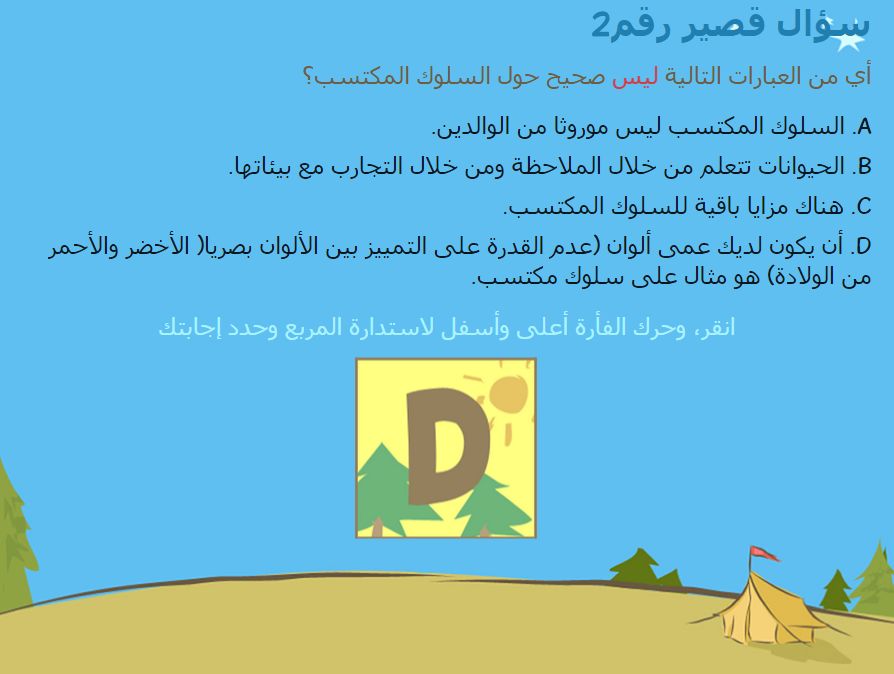 سؤال قصير رقم2
أي من العبارات التالية ليس صحيح حول السلوك المكتسب؟
A. السلوك المكتسب ليس موروثا من الوالدين.
B. الحيوانات تتعلم من خلال الملاحظة ومن خلال التجارب مع بيئاتها.
C. هناك مزايا باقية للسلوك المكتسب.
D. أن يكون لديك عمى ألوان (عدم القدرة على التمييز بين الألوان بصريا( الأخضر والأحمر
من الولادة) هو مثال على سلوك مكتسب.
انقر، وحرك الفأرة أعلى وأسفل لاستدارة المربع وحدد إجابتك
D